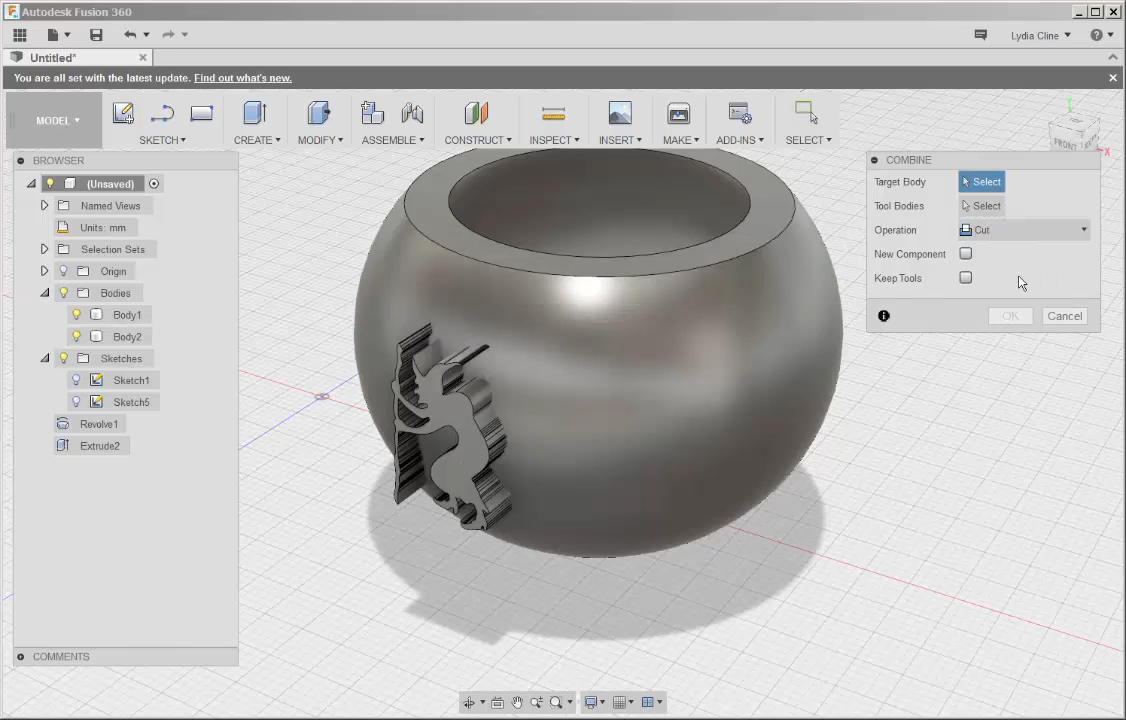 Autodesk Fusion 360
Lydia Cline
Untitled*
You are all set with the latest update. Find out what's new.
MODEL
SKETCH
CREATE
MODIFY
ASSEMBLE
CONSTRUCT
INSPECT
INSERT
MAKE
ADD-INS
SELECT
BROWSER
(Unsaved)
Named Views
Units: mm
Selection Sets
Origin
Bodies
Body1
Body2
Sketches
Sketch1
Sketch5
Revolve1
Extrude2
COMMENTS
FRONT
X
COMBINE
Target Body Select
Tool Bodies Select
Operation Cut
New Component
Keep Tools
OK Cancel